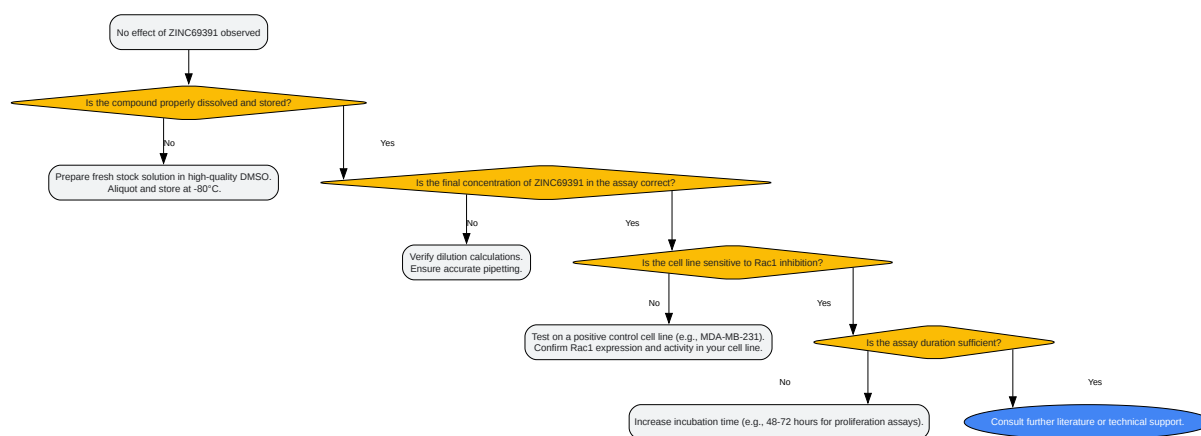 No effect of ZINC69391 observed
Is the compound properly dissolved and stored?
No
Yes
Prepare fresh stock solution in high-quality DMSO.
Aliquot and store at -80°C.
Is the final concentration of ZINC69391 in the assay correct?
No
Yes
Verify dilution calculations.
Ensure accurate pipetting.
Is the cell line sensitive to Rac1 inhibition?
No
Yes
Test on a positive control cell line (e.g., MDA-MB-231).
Confirm Rac1 expression and activity in your cell line.
Is the assay duration sufficient?
No
Yes
Increase incubation time (e.g., 48-72 hours for proliferation assays).
Consult further literature or technical support.